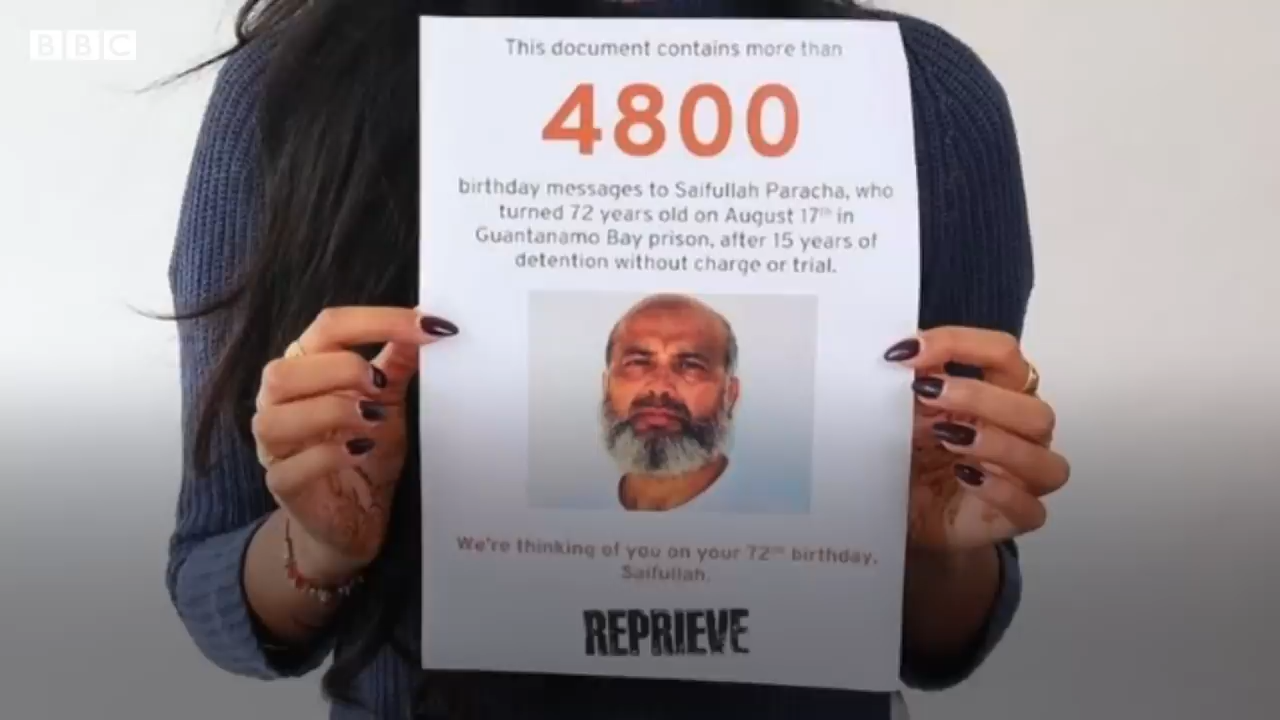 BBC
This document contains more than
4800
birthday messages to Saifullah Paracha, who
turned 72 years old on August 17th in
Guantanamo Bay prison, after 15 years of
detention without charge or trial.
We're thinking of you on your 72nd birthday,
Saifullah.
REPRIEVE